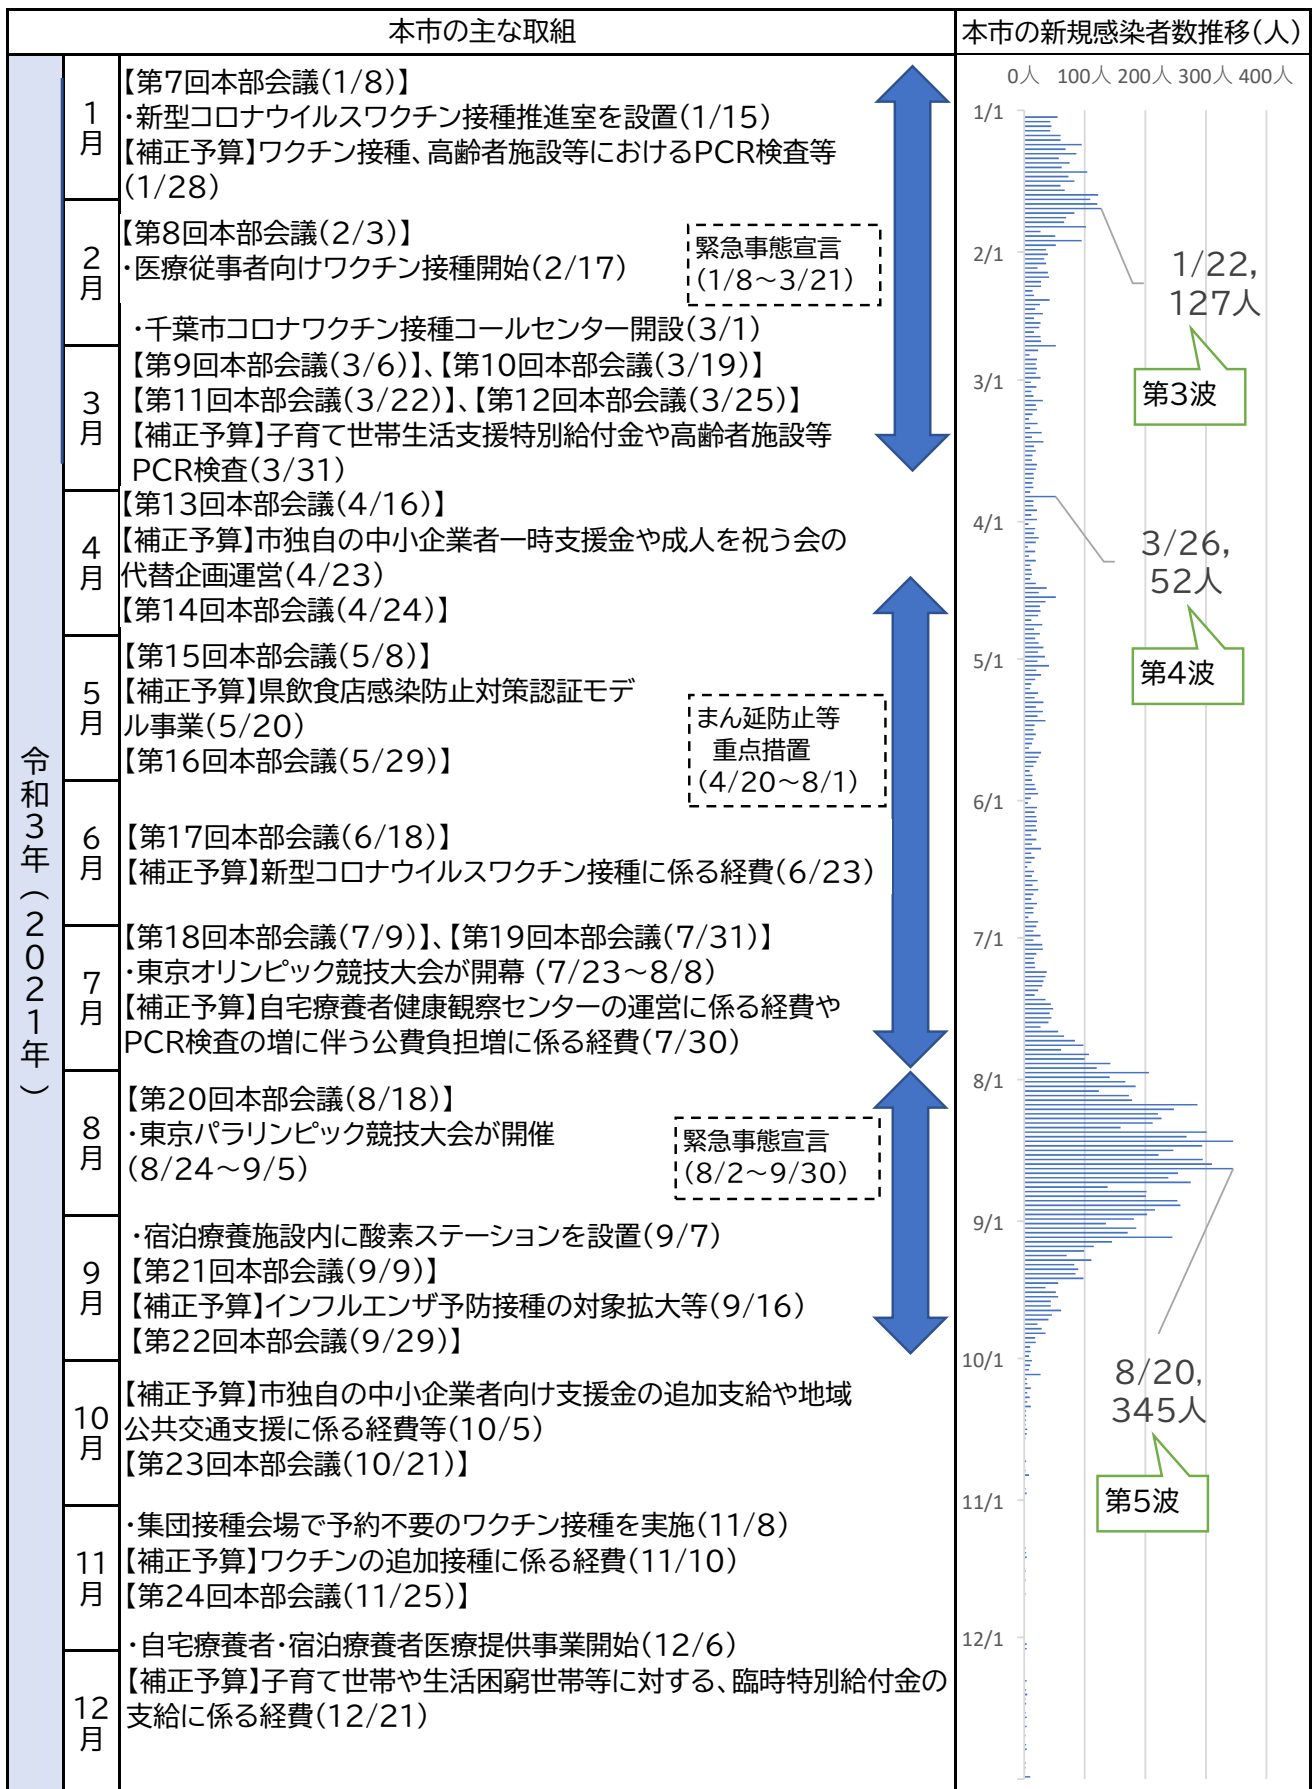 本市の主な取組
本市の新規感染者数推移(人)
令和3年(2021年)
1月
【第7回本部会議(1/8)】
・新型コロナウイルスワクチン接種推進室を設置(1/15)
【補正予算】ワクチン接種、高齢者施設等におけるPCR検査等
(1/28)
2月
【第8回本部会議(2/3)】
・医療従事者向けワクチン接種開始(2/17)
緊急事態宣言
(1/8～3/21)
・千葉市コロナワクチン接種コールセンター開設(3/1)
3月
【第9回本部会議(3/6)】、【第10回本部会議(3/19)】
【第11回本部会議(3/22)】、【第12回本部会議(3/25)】
【補正予算】子育て世帯生活支援特別給付金や高齢者施設等
PCR検査(3/31)
4月
【第13回本部会議(4/16)】
【補正予算】市独自の中小企業者一時支援金や成人を祝う会の
代替企画運営(4/23)
【第14回本部会議(4/24)】
5月
【第15回本部会議(5/8)】
【補正予算】県飲食店感染防止対策認証モデ
ル事業(5/20)
【第16回本部会議(5/29)】
まん延防止等
重点措置
(4/20～8/1)
6月
【第17回本部会議(6/18)】
【補正予算】新型コロナウイルスワクチン接種に係る経費(6/23)
7月
【第18回本部会議(7/9)】、【第19回本部会議(7/31)】
・東京オリンピック競技大会が開幕 (7/23～8/8)
【補正予算】自宅療養者健康観察センターの運営に係る経費や
PCR検査の増に伴う公費負担増に係る経費(7/30)
8月
【第20回本部会議(8/18)】
・東京パラリンピック競技大会が開催
(8/24～9/5)
緊急事態宣言
(8/2～9/30)
9月
・宿泊療養施設内に酸素ステーションを設置(9/7)
【第21回本部会議(9/9)】
【補正予算】インフルエンザ予防接種の対象拡大等(9/16)
【第22回本部会議(9/29)】
10月
【補正予算】市独自の中小企業者向け支援金の追加支給や地域
公共交通支援に係る経費等(10/5)
【第23回本部会議(10/21)】
11月
・集団接種会場で予約不要のワクチン接種を実施(11/8)
【補正予算】ワクチンの追加接種に係る経費(11/10)
【第24回本部会議(11/25)】
12月
・自宅療養者・宿泊療養者医療提供事業開始(12/6)
【補正予算】子育て世帯や生活困窮世帯等に対する、臨時特別給付金の
支給に係る経費(12/21)
0人 100人 200人 300人 400人
1/1
2/1
3/1
4/1
5/1
6/1
7/1
8/1
9/1
10/1
11/1
12/1
1/22,
127人
第3波
3/26,
52人
第4波
8/20,
345人
第5波